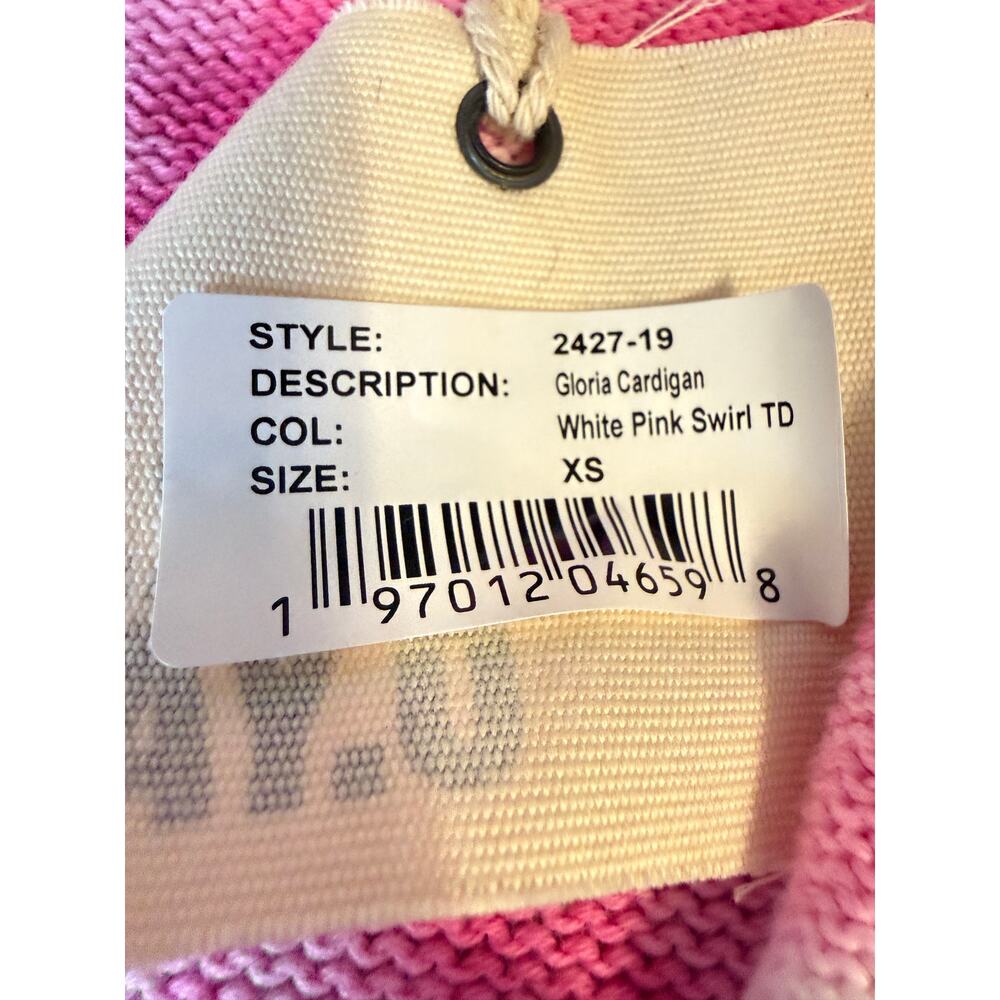 STYLE: 2427-19
DESCRIPTION: Gloria Cardigan
COL: White Pink Swirl TD
SIZE: XS
1 97012 04659 8